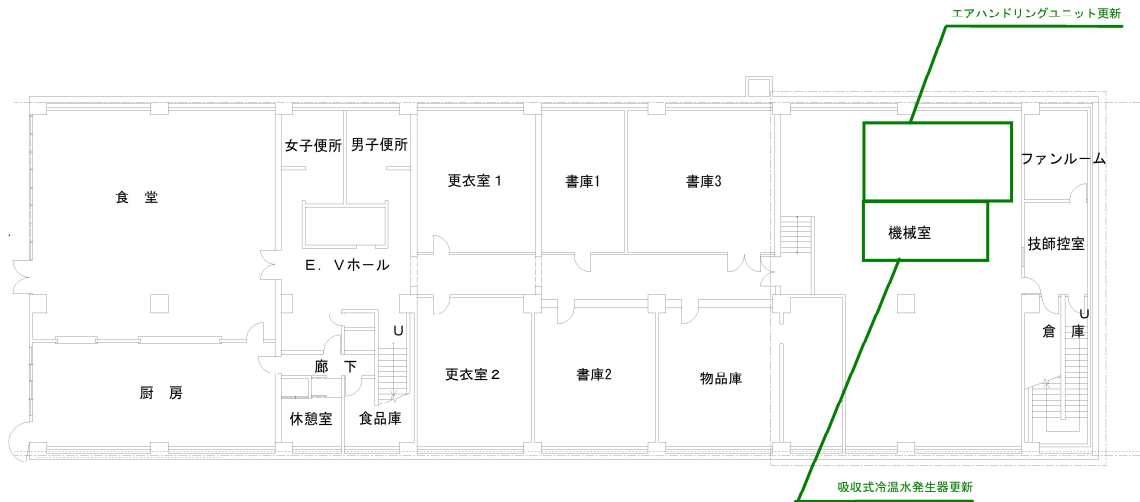 エアハンドリングユニット更新
女子便所
男子便所
ファンルーム
食 堂
更衣室1
書庫1
書庫3
機械室
技師控室
E. Vホール
U
U
倉 庫
廊 下
更衣室2
書庫2
物品庫
厨 房
休憩室
食品庫
吸収式冷温水発生器更新